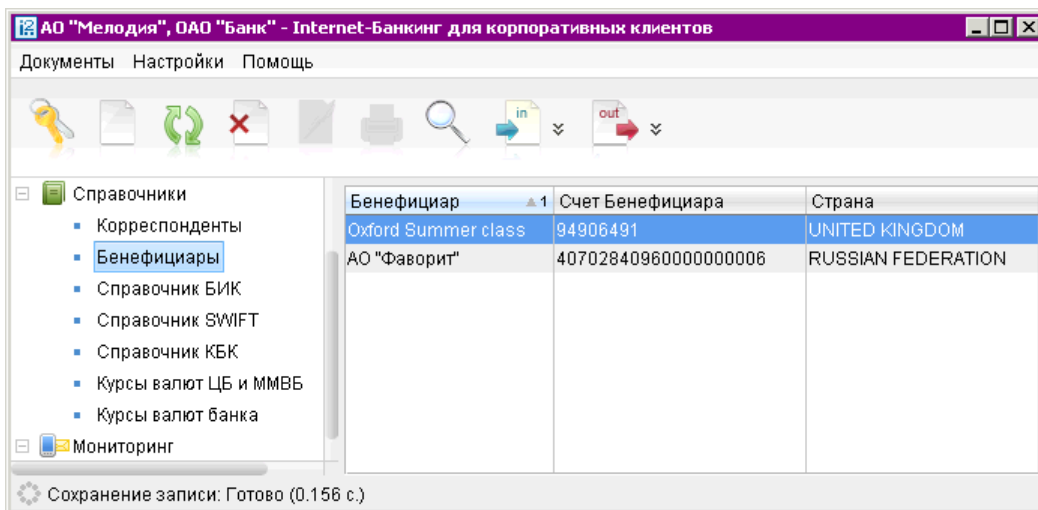 АО "Мелодия", ОАО "Банк" - Internet-Банкинг для корпоративных клиентов
Документы Настройки Помощь
in out
Справочники
Корреспонденты
Бенефициары
Справочник БИК
Справочник SWIFT
Справочник КБК
Курсы валют ЦБ и ММВБ
Курсы валют банка
Мониторинг
Бенефициар 1 Счет Бенефициара Страна
Oxford Summer class 94906491 UNITED KINGDOM
АО "Фаворит" 40702840960000000006 RUSSIAN FEDERATION
Сохранение записи: Готово (0.156 с.)